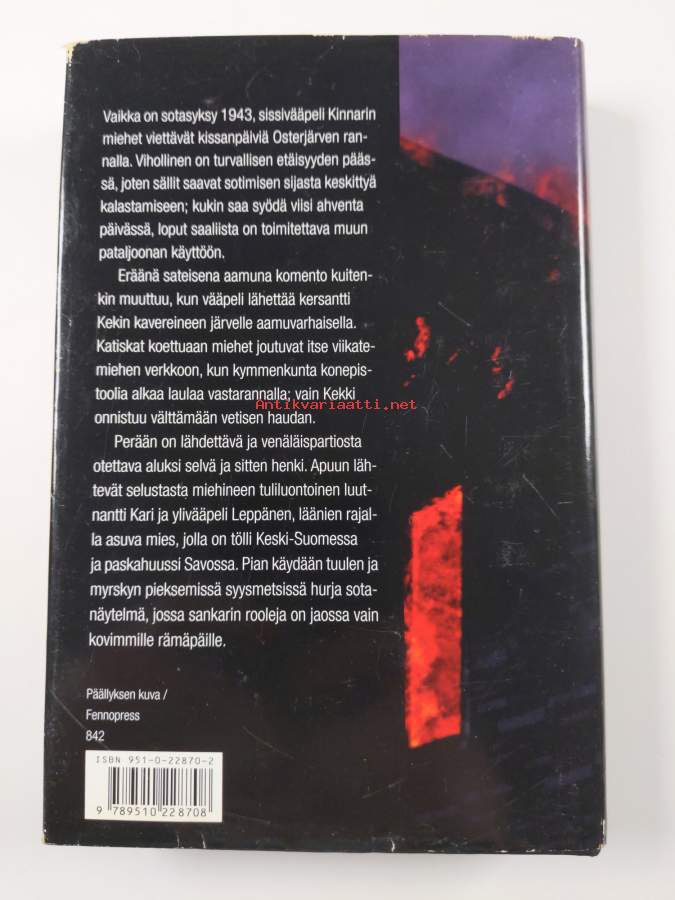 Vaikka on sotasyksy 1943, sissivääpeli Kinnarin
miehet viettävät kissanpäiviä Osterjärven ran-
nalla. Vihollinen on turvallisen etäisyyden pääs-
sä, joten sällit saavat sotimisen sijasta keskittyä
kalastamiseen; kukin saa syödä viisi ahventa
päivässä, loput saaliista on toimitettava muun
pataljoonan käyttöön.
Eräänä sateisena aamuna komento kuiten-
kin muuttuu, kun vääpeli lähettää kersantti
Kekin kavereineen järvelle aamuvarhaisella.
Katiskat koettuaan miehet joutuvat itse viikate-
miehen verkkoon, kun kymmenkunta konepis-
toolia alkaa laulaa vastarannalla; vain Kekki
Antikvariaatti.net
onnistuu välttämään vetisen haudan.
Perään on lähdettävä ja venäläispartiosta
otettava aluksi selvä ja sitten henki. Apuun läh-
tevät selustasta miehineen tuliluontoinen luut-
nantti Kari ja ylivääpeli Leppänen, läänien rajal-
la asuva mies, jolla on tölli Keski-Suomessa
ja paskahuussi Savossa. Pian käydään tuulen ja
myrskyn pieksemissä syysmetsissä hurja sota-
näytelmä, jossa sankarin rooleja on jaossa vain
kovimmille rämäpäille.
Päällyksen kuva /
Fennopress
842
ISBN 951-0-22870-2
9 789510 228708